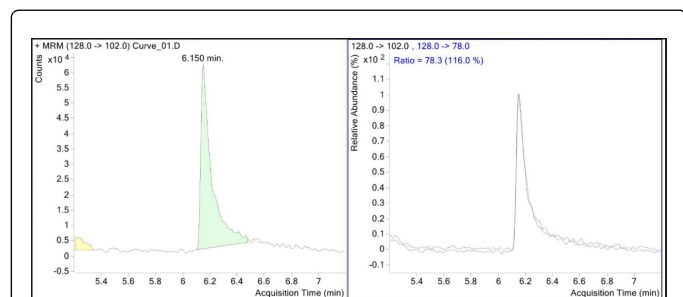 + MRM (128.0 -> 102.0) Curve_01.D
Counts
x10 4
6.150 min.
6
5.5
5
4.5
4
3.5
3
2.5
2
1.5
1
0.5
0
-0.5
5.4 5.6 5.8 6 6.2 6.4 6.6 6.8 7
Acquisition Time (min)
128.0 -> 102.0 , 128.0 -> 78.0
Relative Abundance (%)
x10 2
Ratio = 78.3 (116.0 %)
1.1
1
0.9
0.8
0.7
0.6
0.5
0.4
0.3
0.2
0.1
0
-0.1
5.4 5.6 5.8 6 6.2 6.4 6.6 6.8 7
Acquisition Time (min)